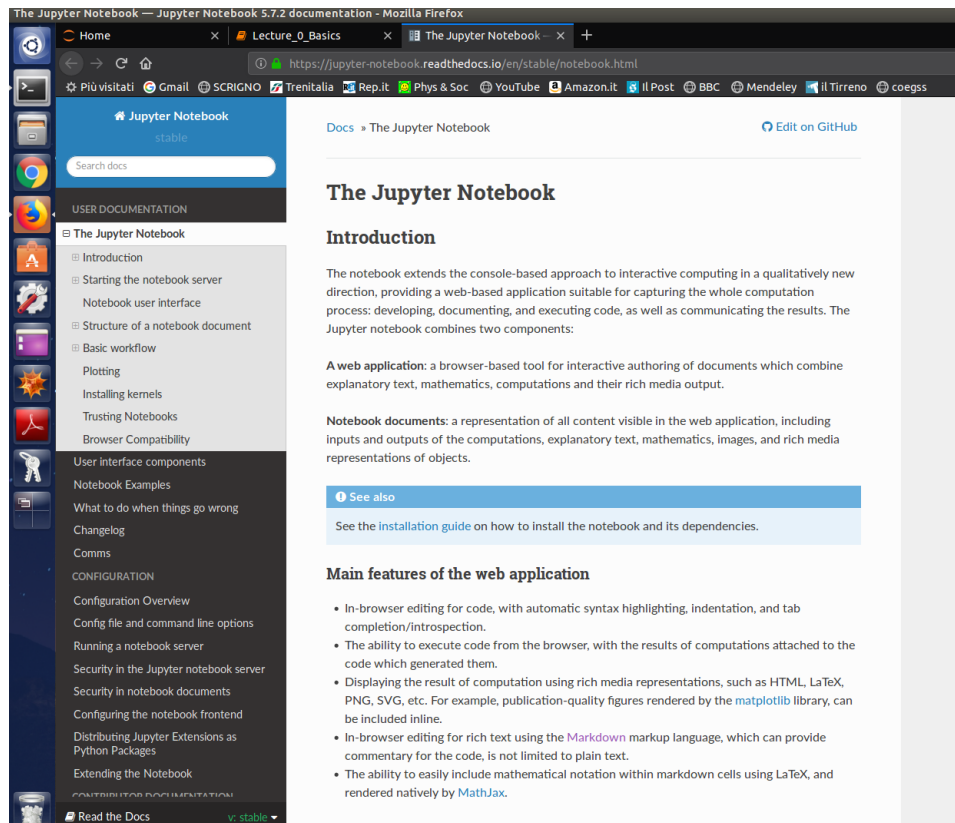 The Jupyter Notebook — Jupyter Notebook 5.7.2 documentation - Mozilla Firefox
Home × Lecture_0_Basics × The Jupyter Notebook — × +
https://jupyter-notebook.readthedocs.io/en/stable/notebook.html
Più visitati Gmail SCRIGNO Trenitalia Rep.it Phys & Soc YouTube Amazon.it Il Post BBC Mendeley il Tirreno coegss
Jupyter Notebook
stable
Search docs
USER DOCUMENTATION
The Jupyter Notebook
Introduction
Starting the notebook server
Notebook user interface
Structure of a notebook document
Basic workflow
Plotting
Installing kernels
Trusting Notebooks
Browser Compatibility
User interface components
Notebook Examples
What to do when things go wrong
Changelog
Comms
CONFIGURATION
Configuration Overview
Config file and command line options
Running a notebook server
Security in the Jupyter notebook server
Security in notebook documents
Configuring the notebook frontend
Distributing Jupyter Extensions as
Python Packages
Extending the Notebook
CONTRIBUTOR DOCUMENTATION
Read the Docs v: stable
Docs » The Jupyter Notebook Edit on GitHub
The Jupyter Notebook
Introduction
The notebook extends the console-based approach to interactive computing in a qualitatively new
direction, providing a web-based application suitable for capturing the whole computation
process: developing, documenting, and executing code, as well as communicating the results. The
Jupyter notebook combines two components:
A web application: a browser-based tool for interactive authoring of documents which combine
explanatory text, mathematics, computations and their rich media output.
Notebook documents: a representation of all content visible in the web application, including
inputs and outputs of the computations, explanatory text, mathematics, images, and rich media
representations of objects.
See also
See the installation guide on how to install the notebook and its dependencies.
Main features of the web application
• In-browser editing for code, with automatic syntax highlighting, indentation, and tab
completion/introspection.
• The ability to execute code from the browser, with the results of computations attached to the
code which generated them.
• Displaying the result of computation using rich media representations, such as HTML, LaTeX,
PNG, SVG, etc. For example, publication-quality figures rendered by the matplotlib library, can
be included inline.
• In-browser editing for rich text using the Markdown markup language, which can provide
commentary for the code, is not limited to plain text.
• The ability to easily include mathematical notation within markdown cells using LaTeX, and
rendered natively by MathJax.